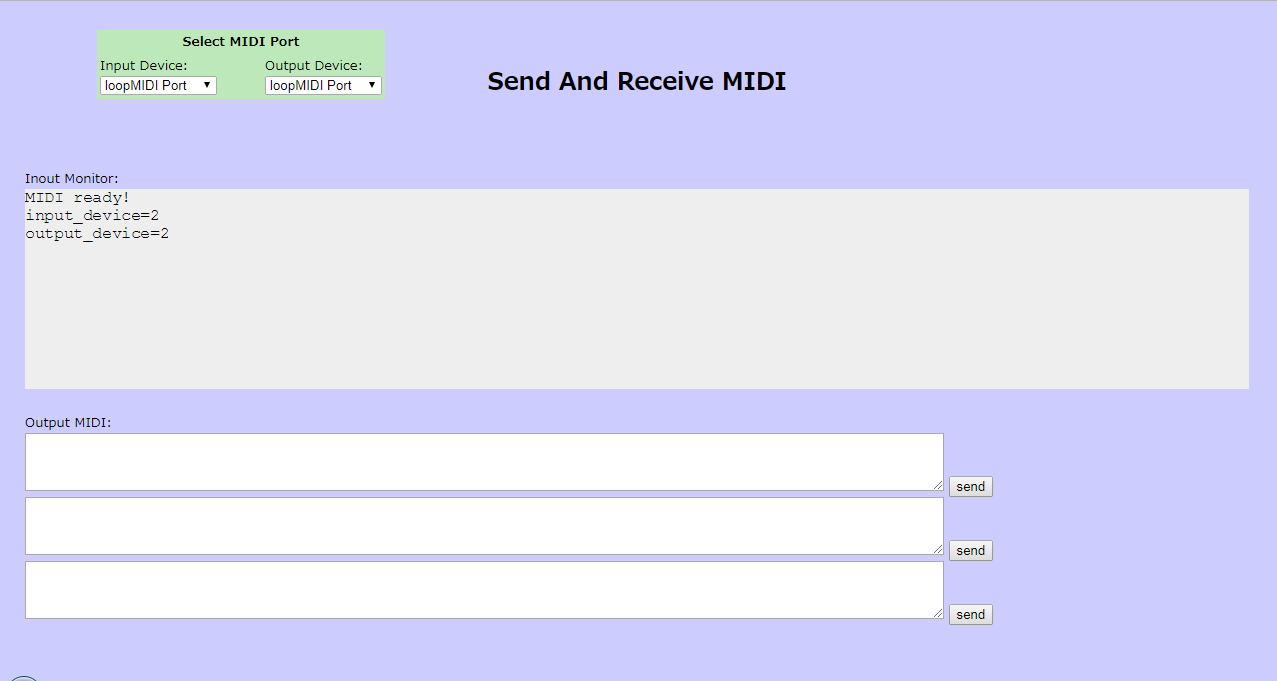 Select MIDI Port
Input Device: Output Device:
loopMIDI Port loopMIDI Port
Send And Receive MIDI
Inout Monitor:
MIDI ready!
input_device=2
output_device=2
Output MIDI:
send
send
send